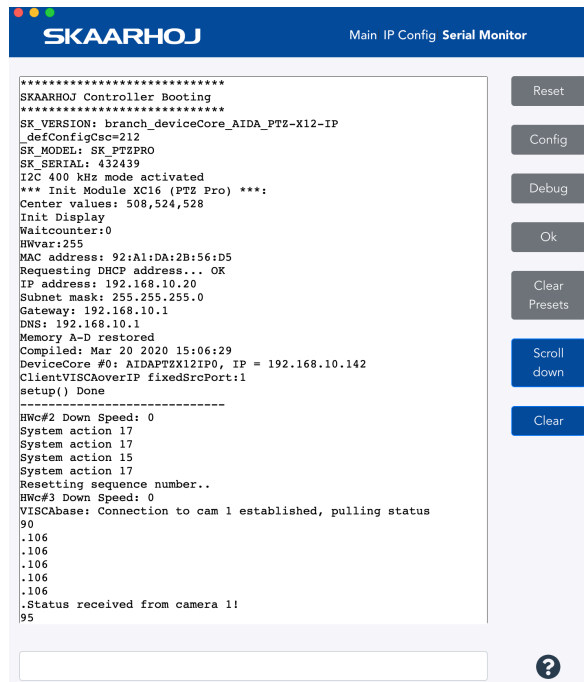 SKAARHOJ
Main IP Config Serial Monitor
*****************************
SKAARHOJ Controller Booting
*****************************
SK_VERSION: branch_deviceCore_AIDA_PTZ-X12-IP
_defConfigCsc=212
SK_MODEL: SK_PTZPRO
SK_SERIAL: 432439
I2C 400 kHz mode activated
*** Init Module XC16 (PTZ Pro) ***:
Center values: 508,524,528
Init Display
Waitcounter:0
HWvar:255
MAC address: 92:A1:DA:2B:56:D5
Requesting DHCP address... OK
IP address: 192.168.10.20
Subnet mask: 255.255.255.0
Gateway: 192.168.10.1
DNS: 192.168.10.1
Memory A-D restored
Compiled: Mar 20 2020 15:06:29
DeviceCore #0: AIDAPTZX12IP0, IP = 192.168.10.142
ClientVISCAoverIP fixedSrcPort:1
setup() Done
-----------------------------
HWc#2 Down Speed: 0
System action 17
System action 17
System action 15
System action 17
Resetting sequence number..
HWc#3 Down Speed: 0
VISCAbase: Connection to cam 1 established, pulling status
90
.106
.106
.106
.106
.106
.Status received from camera 1!
95
Reset
Config
Debug
Ok
Clear
Presets
Scroll
down
Clear
?